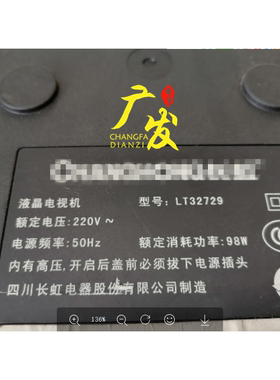 广发
CHANGFA
DIANZI
液晶电视机
型号: LT32729
额定电压: 220V ~
电源频率: 50Hz
额定消耗功率: 98W
内有高压, 开启后盖前必须拔下电源插头
四川长虹电器股份有限公司制造
136%